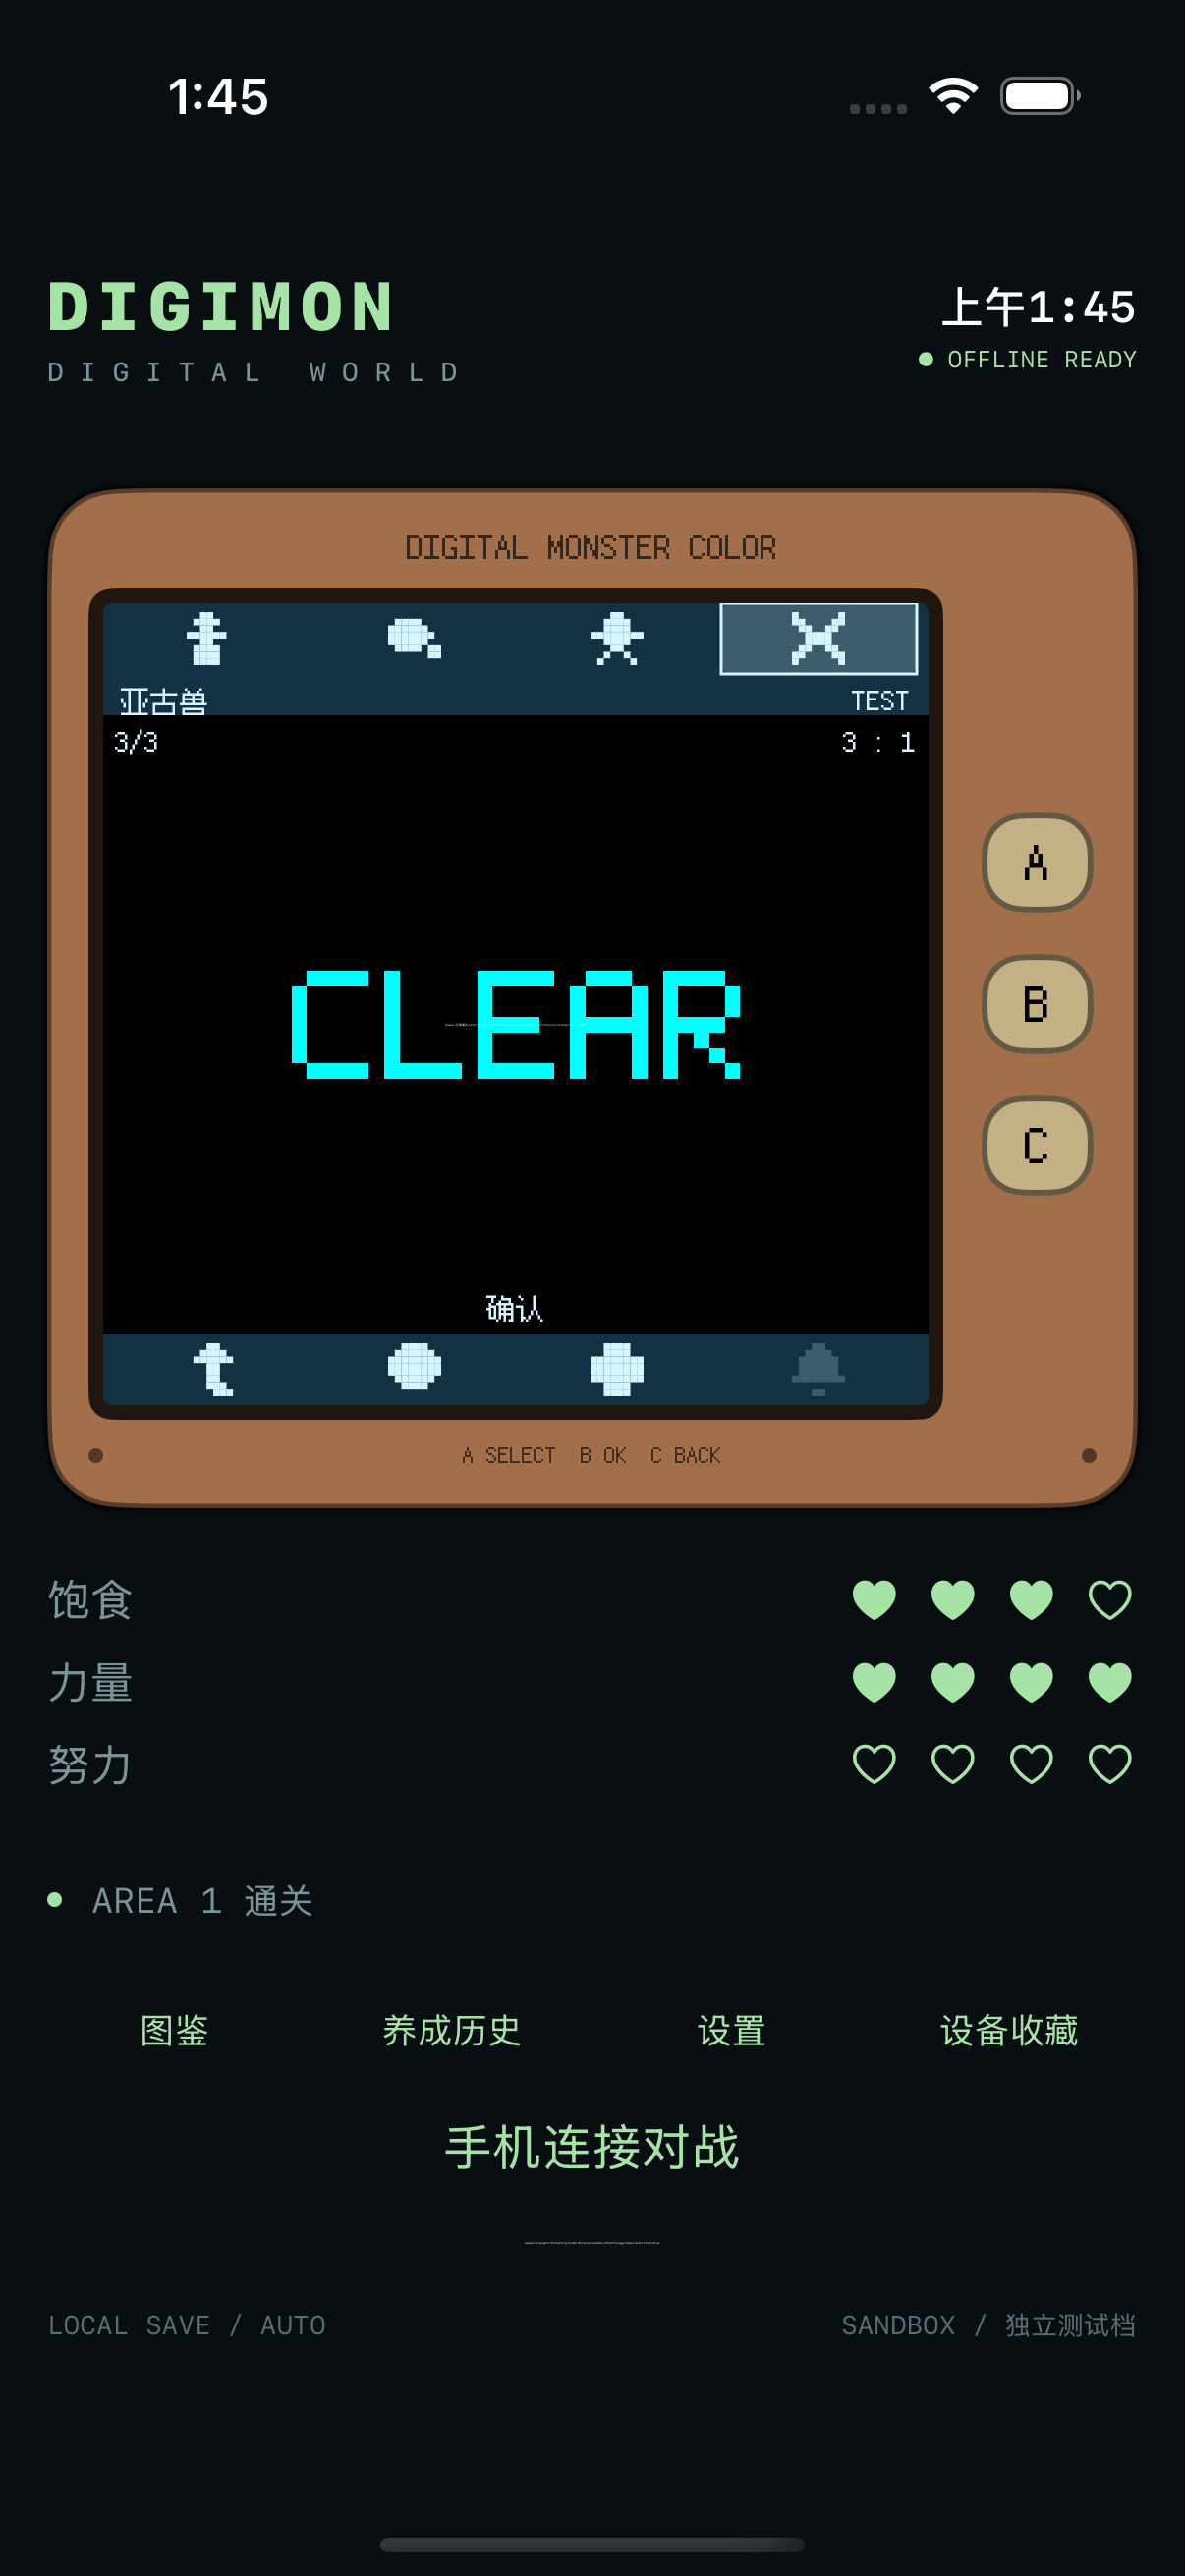 1:45
DIGIMON
DIGITAL WORLD
上午1:45
OFFLINE READY
DIGITAL MONSTER COLOR
亚古兽 TEST
3/3 3 : 1
CLEAR
确认
A
B
C
A SELECT B OK C BACK
饱食
力量
努力
AREA 1 通关
图鉴 养成历史 设置 设备收藏
手机连接对战
LOCAL SAVE / AUTO SANDBOX / 独立测试档